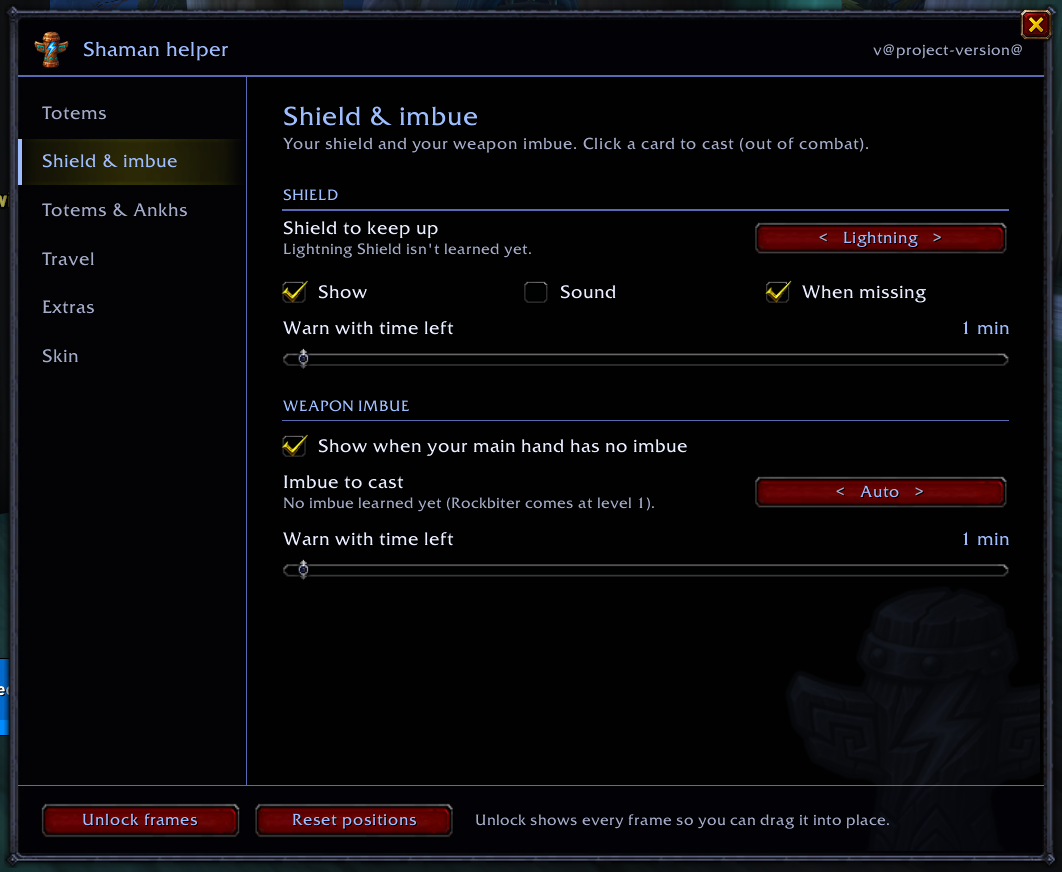 Shaman helper
v@project-version@
Totems
Shield & imbue
Totems & Ankhs
Travel
Extras
Skin
Shield & imbue
Your shield and your weapon imbue. Click a card to cast (out of combat).
SHIELD
Shield to keep up
Lightning Shield isn't learned yet.
< Lightning >
Show
Sound
When missing
Warn with time left
1 min
WEAPON IMBUE
Show when your main hand has no imbue
Imbue to cast
No imbue learned yet (Rockbiter comes at level 1).
< Auto >
Warn with time left
1 min
Unlock frames
Reset positions
Unlock shows every frame so you can drag it into place.